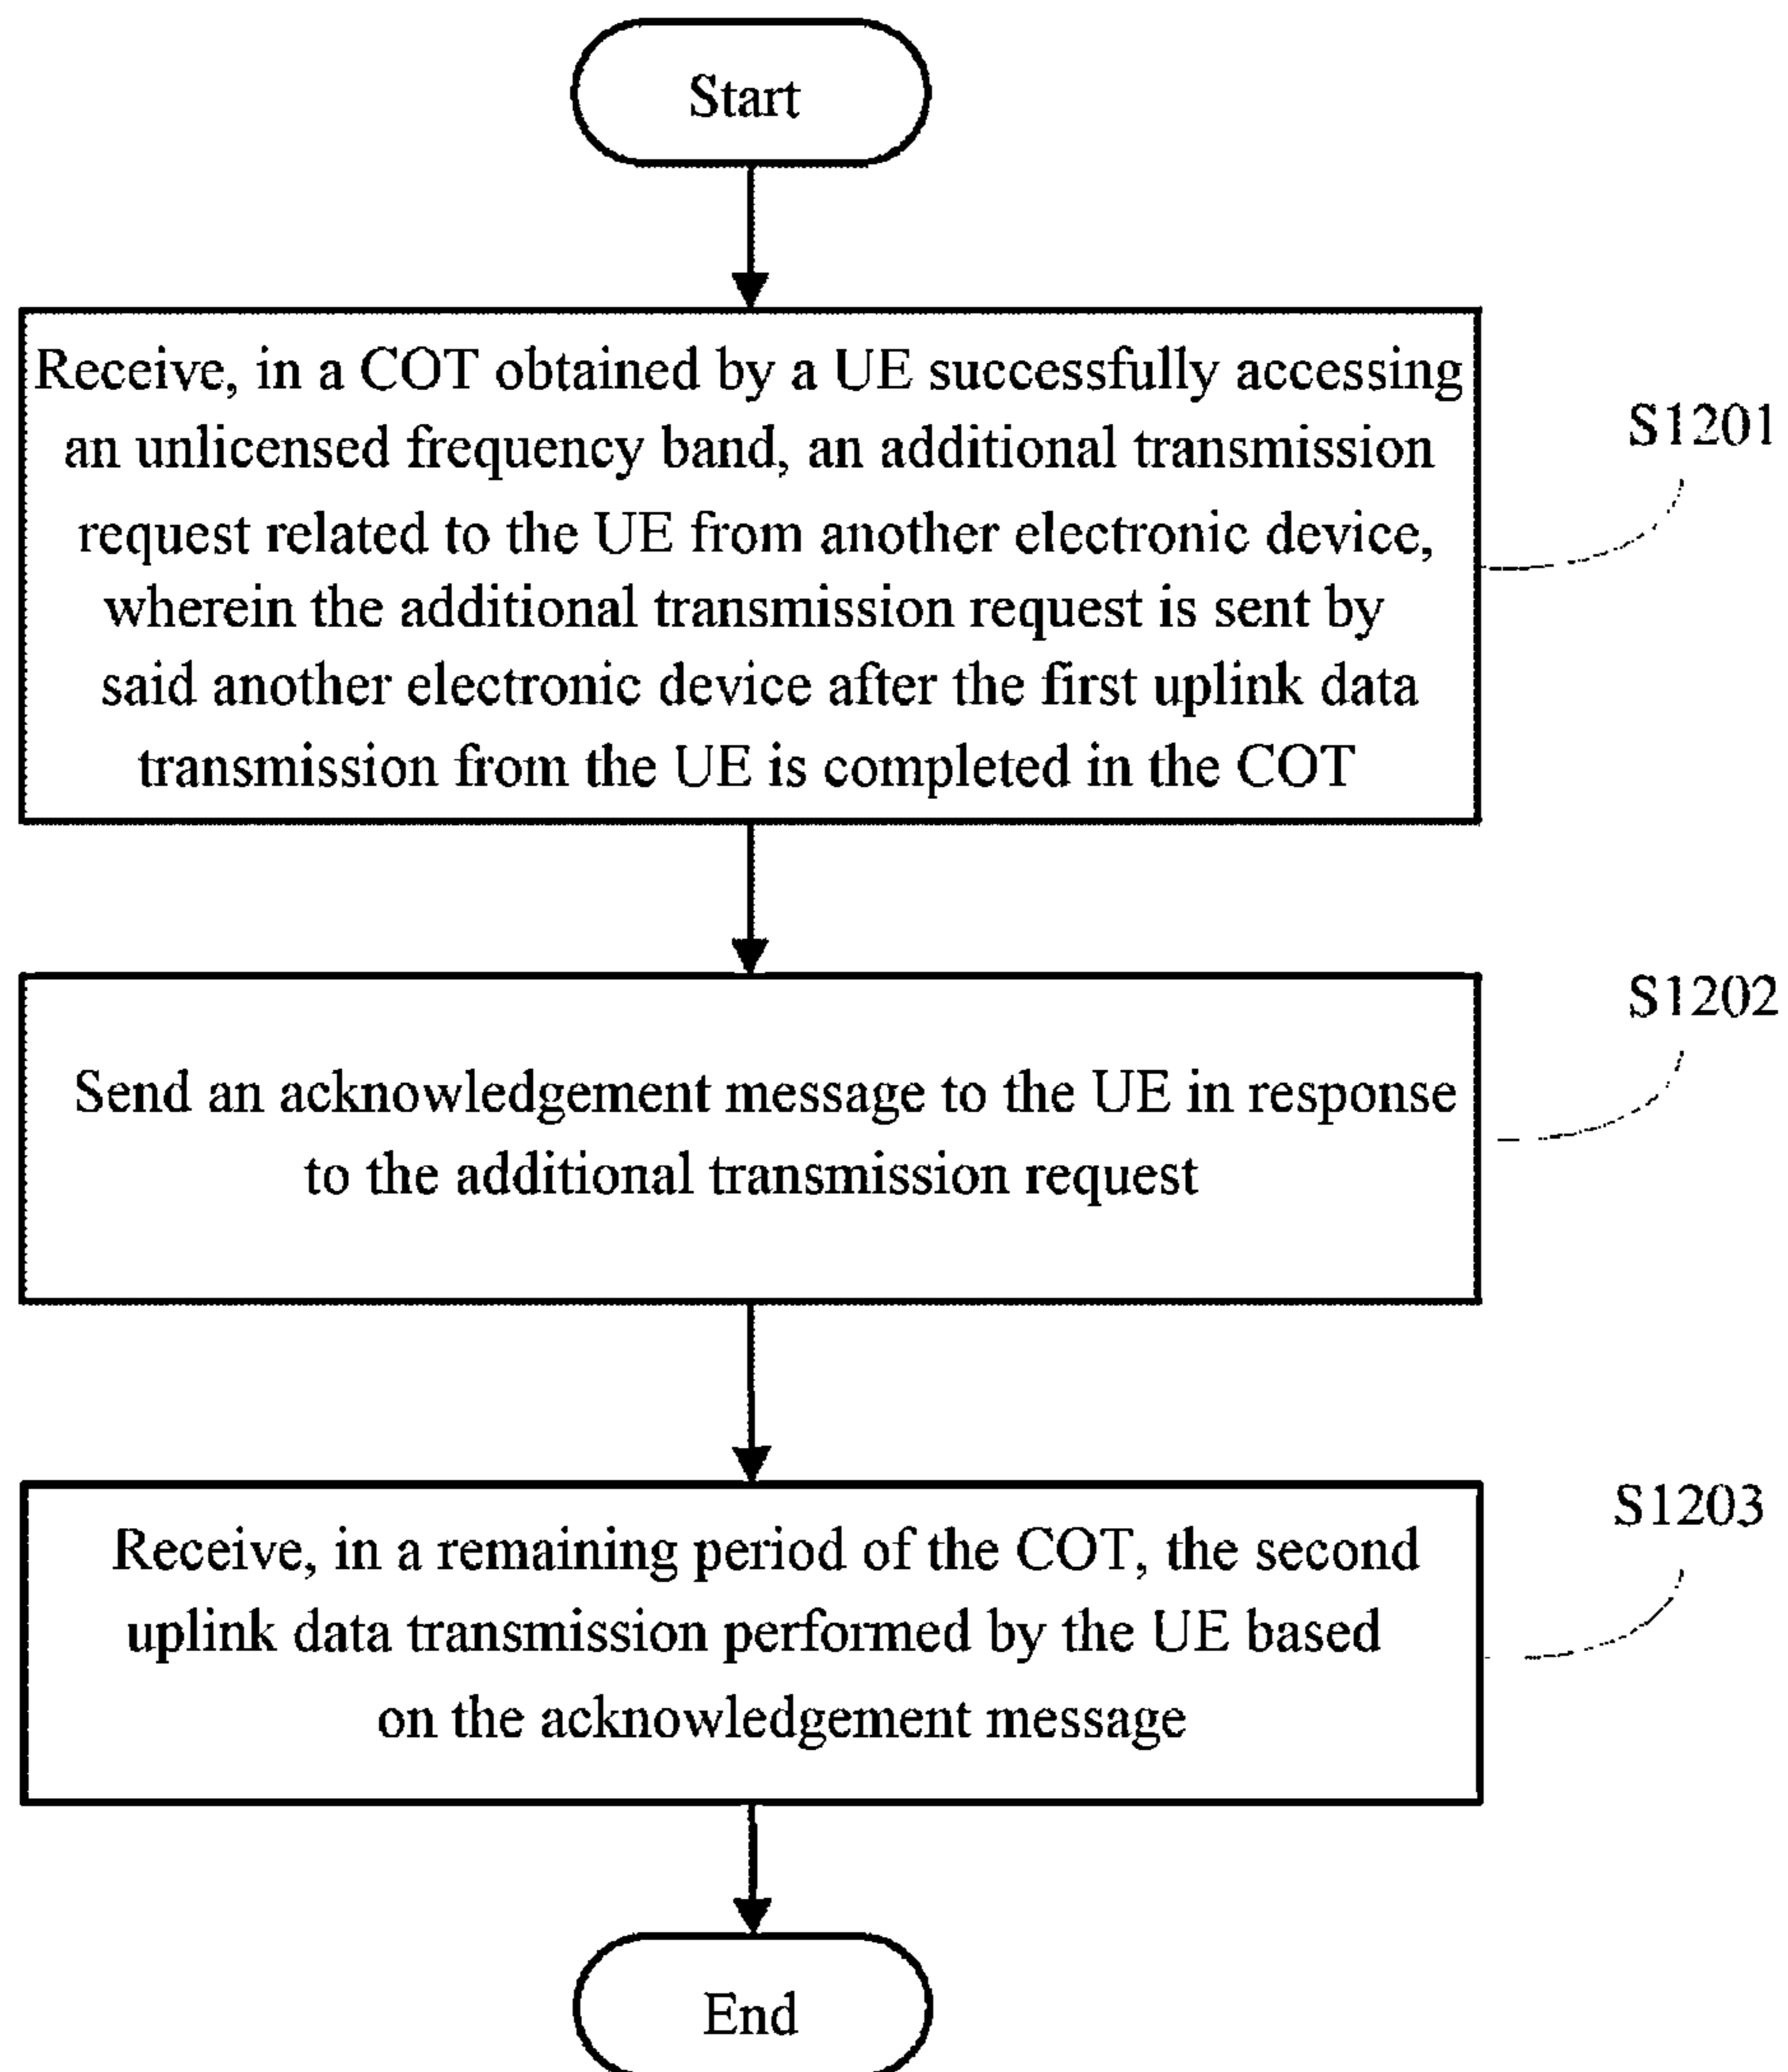 Start
Receive, in a COT obtained by a UE successfully accessing
an unlicensed frequency band, an additional transmission
request related to the UE from another electronic device,
wherein the additional transmission request is sent by
said another electronic device after the first uplink data
transmission from the UE is completed in the COT
S1201
Send an acknowledgement message to the UE in response
to the additional transmission request
S1202
Receive, in a remaining period of the COT, the second
uplink data transmission performed by the UE based
on the acknowledgement message
S1203
End